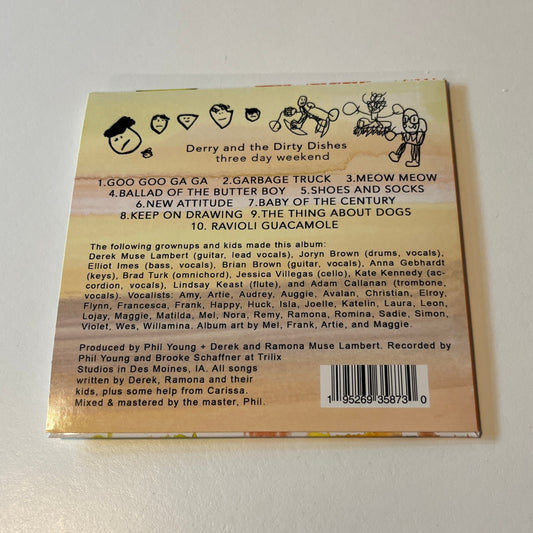 Derry and the Dirty Dishes
three day weekend
1.GOO GOO GA GA 2.GARBAGE TRUCK 3.MEOW MEOW
4.BALLAD OF THE BUTTER BOY 5.SHOES AND SOCKS
6.NEW ATTITUDE 7.BABY OF THE CENTURY
8.KEEP ON DRAWING 9.THE THING ABOUT DOGS
10. RAVIOLI GUACAMOLE
The following grownups and kids made this album:
Derek Muse Lambert (guitar, lead vocals), Joryn Brown (drums, vocals),
Elliot Imes (bass, vocals), Brian Brown (guitar, vocals), Anna Gebhardt
(keys), Brad Turk (omnichord), Jessica Villegas (cello), Kate Kennedy (ac-
cordion, vocals), Lindsay Keast (flute), and Adam Callanan (trombone,
vocals). Vocalists: Amy, Artie, Audrey, Auggie, Avalan, Christian, Elroy,
Flynn, Francesca, Frank, Happy, Huck, Isla, Joelle, Katelin, Laura, Leon,
Lojay, Maggie, Matilda, Mel, Nora, Remy, Ramona, Romina, Sadie, Simon,
Violet, Wes, Willamina. Album art by Mel, Frank, Artie, and Maggie.
Produced by Phil Young + Derek and Ramona Muse Lambert. Recorded by
Phil Young and Brooke Schaffner at Trilix
Studios in Des Moines, IA. All songs
written by Derek, Ramona and their
kids, plus some help from Carissa.
Mixed & mastered by the master, Phil.
1 95269 35873 0